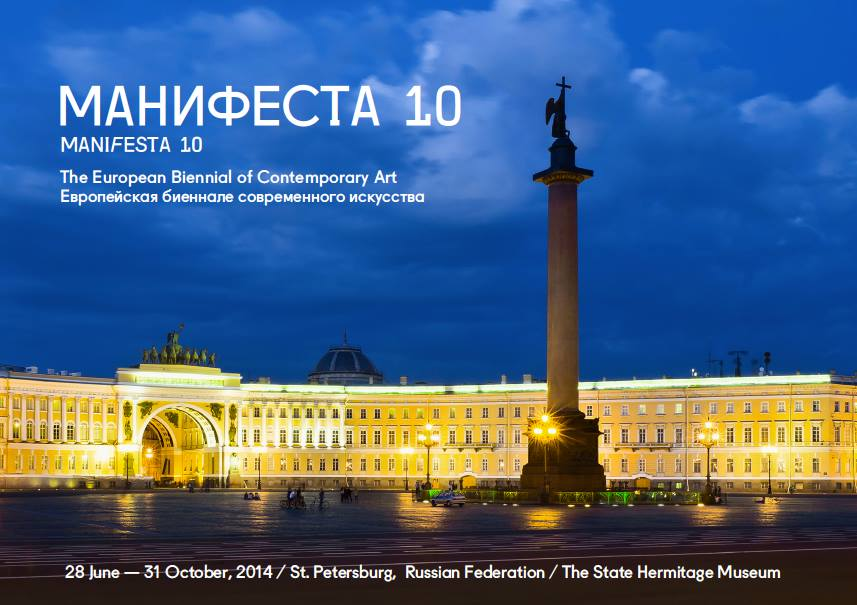 МАНИФЕСТА 10
MANIFESTA 10
The European Biennial of Contemporary Art
Европейская биеннале современного искусства
28 June — 31 October, 2014 / St. Petersburg, Russian Federation / The State Hermitage Museum